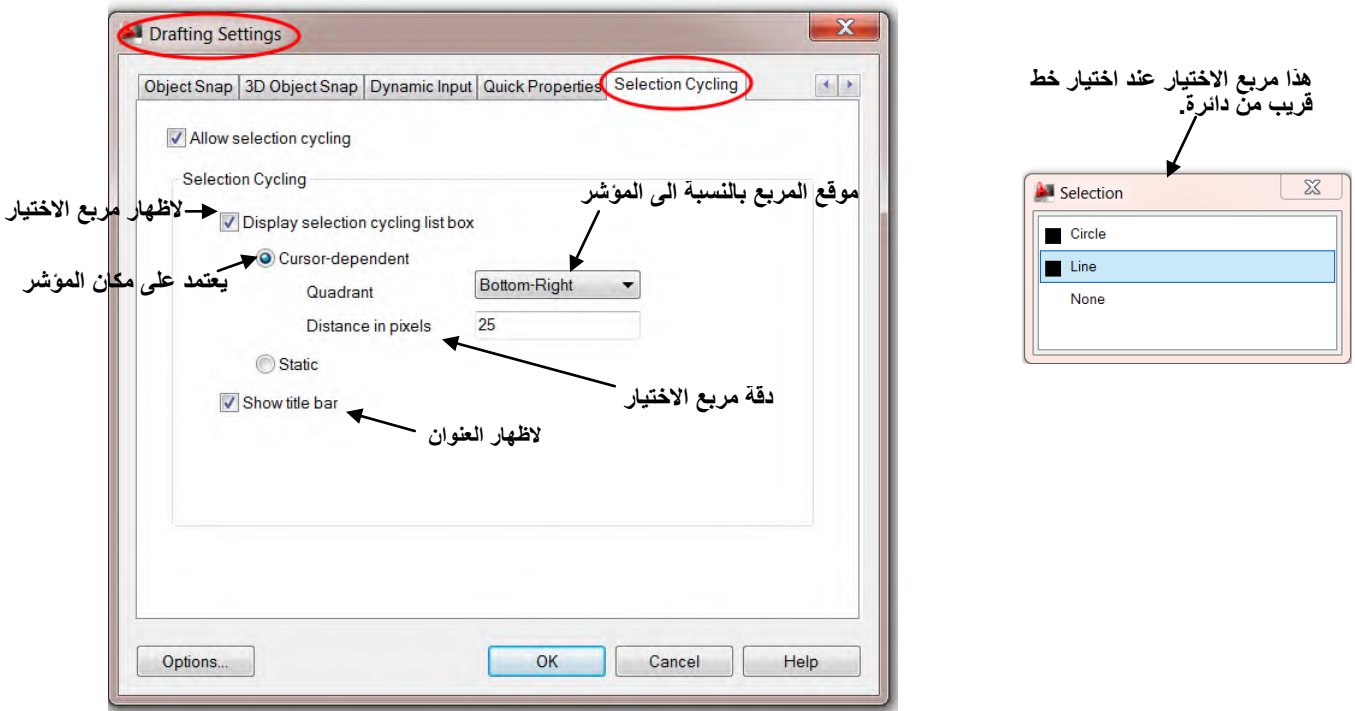 Drafting Settings
Object Snap
3D Object Snap
Dynamic Input
Quick Properties
Selection Cycling
Allow selection cycling
Selection Cycling
موقع المربع بالنسبة الى المؤشر
لاظهار مربع الاختيار
Display selection cycling list box
Cursor-dependent
يعتمد على مكان المؤشر
Quadrant
Bottom-Right
Distance in pixels
25
Static
دقة مربع الاختيار
Show title bar
لاظهار العنوان
Options...
OK
Cancel
Help
هذا مربع الاختيار عند اختيار خط
قريب من دائرة.
Selection
Circle
Line
None